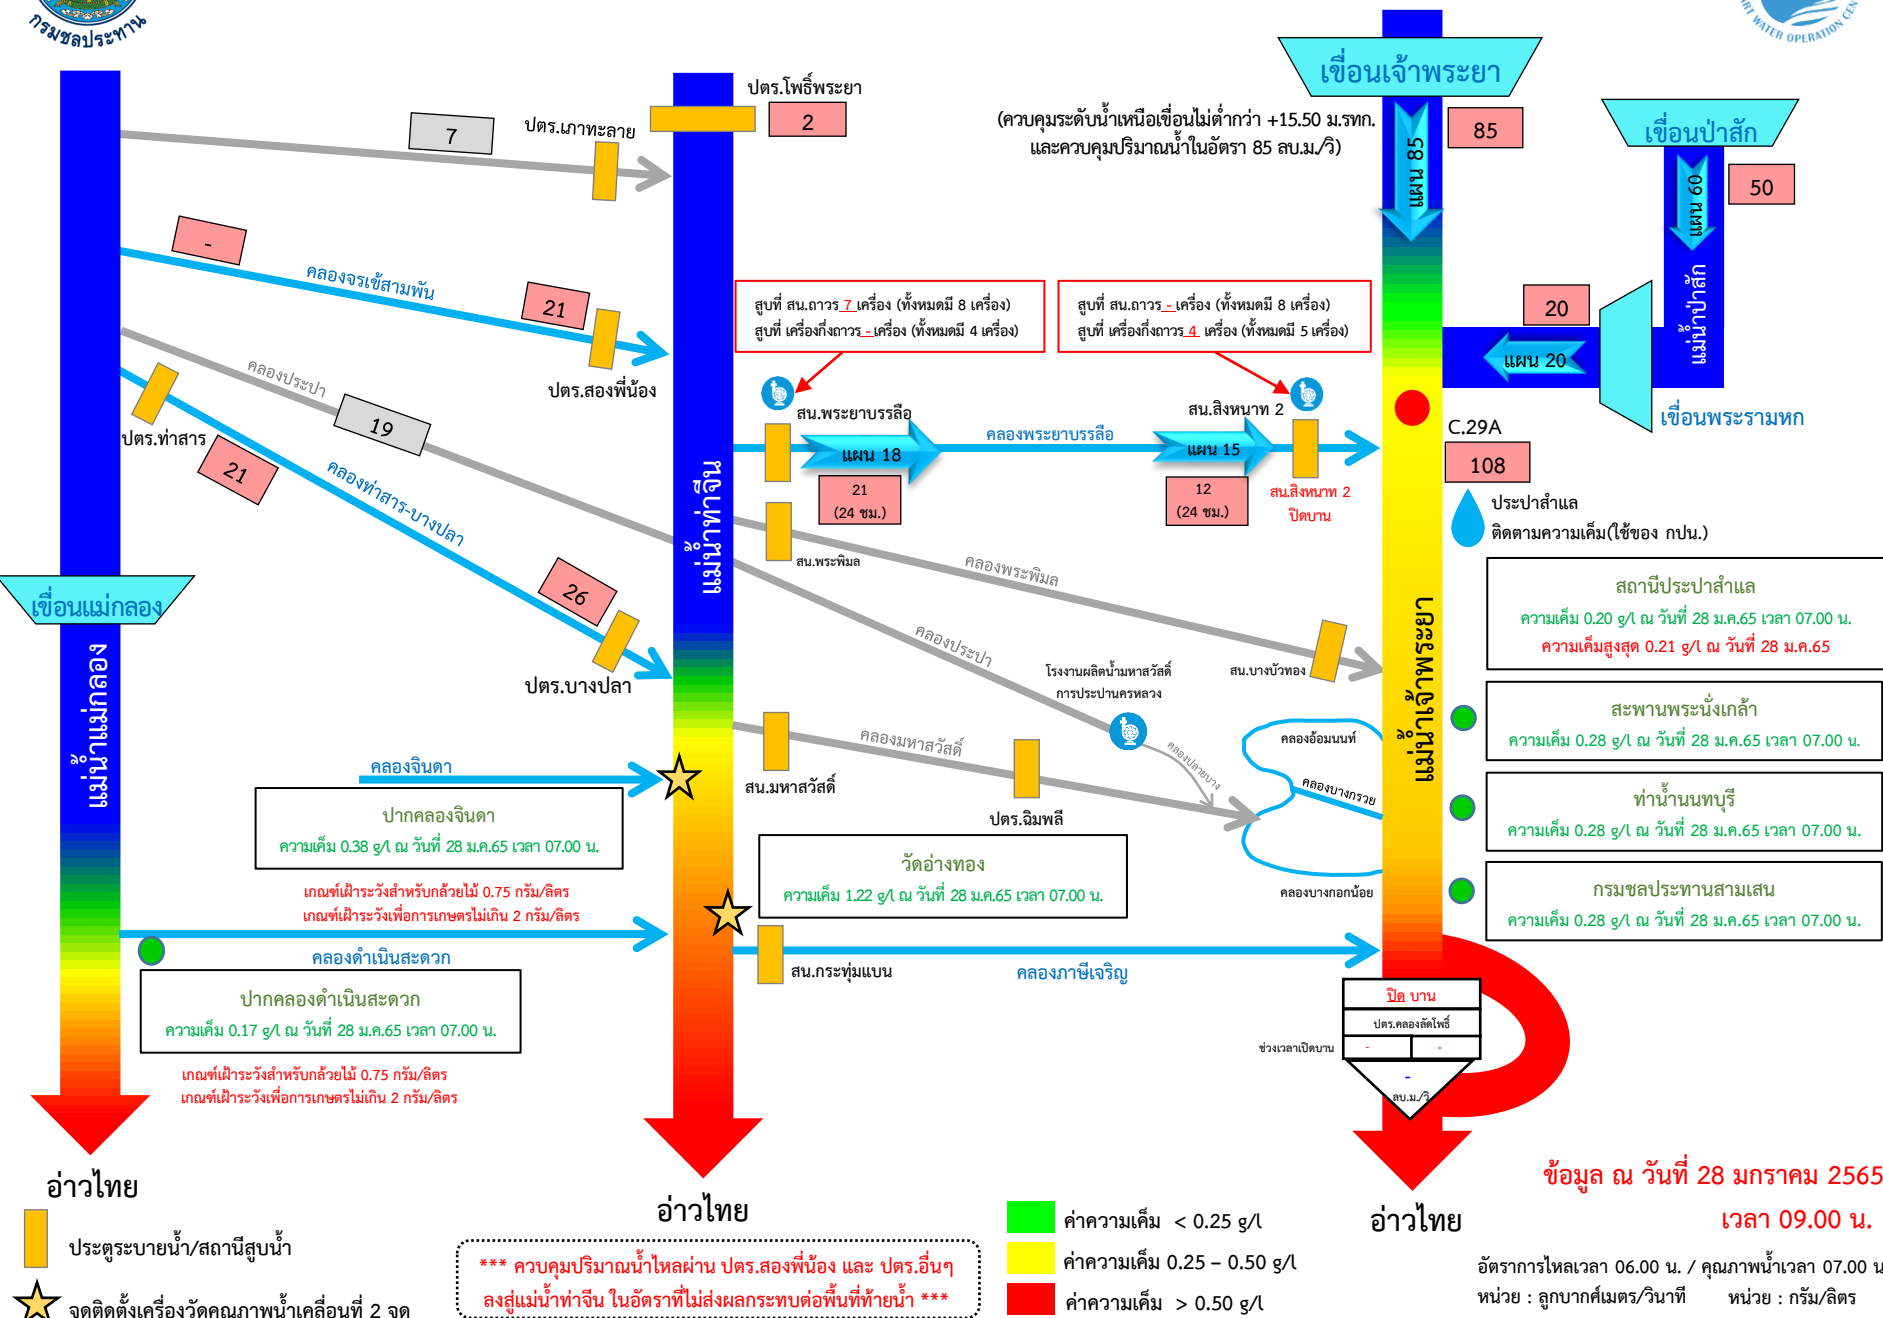 กรมชลประทาน
เขื่อนเจ้าพระยา
85
แผน 85
(ควบคุมระดับน้ำเหนือเขื่อนไม่ต่ำกว่า +15.50 ม.รทก.
และควบคุมปริมาณน้ำในอัตรา 85 ลบ.ม./วิ)
เขื่อนป่าสัก
50
แผน 60
แม่น้ำป่าสัก
20
แผน 20
เขื่อนพระรามหก
ปตร.โพธิ์พระยา
2
ปตร.เภาทะลาย
7
-
คลองจรเข้สามพัน
21
ปตร.สองพี่น้อง
คลองประปา
19
ปตร.ท่าสาร
21
คลองท่าสาร-บางปลา
26
ปตร.บางปลา
เขื่อนแม่กลอง
แม่น้ำแม่กลอง
แม่น้ำท่าจีน
แม่น้ำเจ้าพระยา
สูบที่ สน.ถาวร 7 เครื่อง (ทั้งหมดมี 8 เครื่อง)
สูบที่ เครื่องกึ่งถาวร - เครื่อง (ทั้งหมดมี 4 เครื่อง)
สูบที่ สน.ถาวร - เครื่อง (ทั้งหมดมี 8 เครื่อง)
สูบที่ เครื่องกึ่งถาวร 4 เครื่อง (ทั้งหมดมี 5 เครื่อง)
สน.พระยาบรรลือ
แผน 18
21
(24 ชม.)
คลองพระยาบรรลือ
สน.สิงหนาท 2
แผน 15
12
(24 ชม.)
สน.สิงหนาท 2
ปิดบาน
C.29A
108
ประปาสำแล
ติดตามความเค็ม(ใช้ของ กปน.)
สน.พระพิมล
คลองพระพิมล
สน.บางบัวทอง
คลองประปา
โรงงานผลิตน้ำมหาสวัสดิ์
การประปานครหลวง
คลองปลายบาง
สน.มหาสวัสดิ์
คลองมหาสวัสดิ์
ปตร.ฉิมพลี
คลองอ้อมนนท์
คลองบางกรวย
คลองบางกอกน้อย
สถานีประปาสำแล
ความเค็ม 0.20 g/l ณ วันที่ 28 ม.ค.65 เวลา 07.00 น.
ความเค็มสูงสุด 0.21 g/l ณ วันที่ 28 ม.ค.65
สะพานพระนั่งเกล้า
ความเค็ม 0.28 g/l ณ วันที่ 28 ม.ค.65 เวลา 07.00 น.
ท่าน้ำนนทบุรี
ความเค็ม 0.28 g/l ณ วันที่ 28 ม.ค.65 เวลา 07.00 น.
กรมชลประทานสามเสน
ความเค็ม 0.28 g/l ณ วันที่ 28 ม.ค.65 เวลา 07.00 น.
คลองจินดา
ปากคลองจินดา
ความเค็ม 0.38 g/l ณ วันที่ 28 ม.ค.65 เวลา 07.00 น.
เกณฑ์เฝ้าระวังสำหรับกล้วยไม้ 0.75 กรัม/ลิตร
เกณฑ์เฝ้าระวังเพื่อการเกษตรไม่เกิน 2 กรัม/ลิตร
วัดอ่างทอง
ความเค็ม 1.22 g/l ณ วันที่ 28 ม.ค.65 เวลา 07.00 น.
คลองดำเนินสะดวก
ปากคลองดำเนินสะดวก
ความเค็ม 0.17 g/l ณ วันที่ 28 ม.ค.65 เวลา 07.00 น.
เกณฑ์เฝ้าระวังสำหรับกล้วยไม้ 0.75 กรัม/ลิตร
เกณฑ์เฝ้าระวังเพื่อการเกษตรไม่เกิน 2 กรัม/ลิตร
สน.กระทุ่มแบน
คลองภาษีเจริญ
ปิด บาน
ปตร.คลองลัดโพธิ์
ช่วงเวลาเปิดบาน
- -
-
ลบ.ม./วิ
อ่าวไทย
อ่าวไทย
อ่าวไทย
ประตูระบายน้ำ/สถานีสูบน้ำ
จุดติดตั้งเครื่องวัดคุณภาพน้ำเคลื่อนที่ 2 จุด
*** ควบคุมปริมาณน้ำไหลผ่าน ปตร.สองพี่น้อง และ ปตร.อื่นๆ
ลงสู่แม่น้ำท่าจีน ในอัตราที่ไม่ส่งผลกระทบต่อพื้นที่ท้ายน้ำ ***
ค่าความเค็ม < 0.25 g/l
ค่าความเค็ม 0.25 – 0.50 g/l
ค่าความเค็ม > 0.50 g/l
ข้อมูล ณ วันที่ 28 มกราคม 2565
เวลา 09.00 น.
อัตราการไหลเวลา 06.00 น. / คุณภาพน้ำเวลา 07.00 น
หน่วย : ลูกบาศก์เมตร/วินาที หน่วย : กรัม/ลิตร